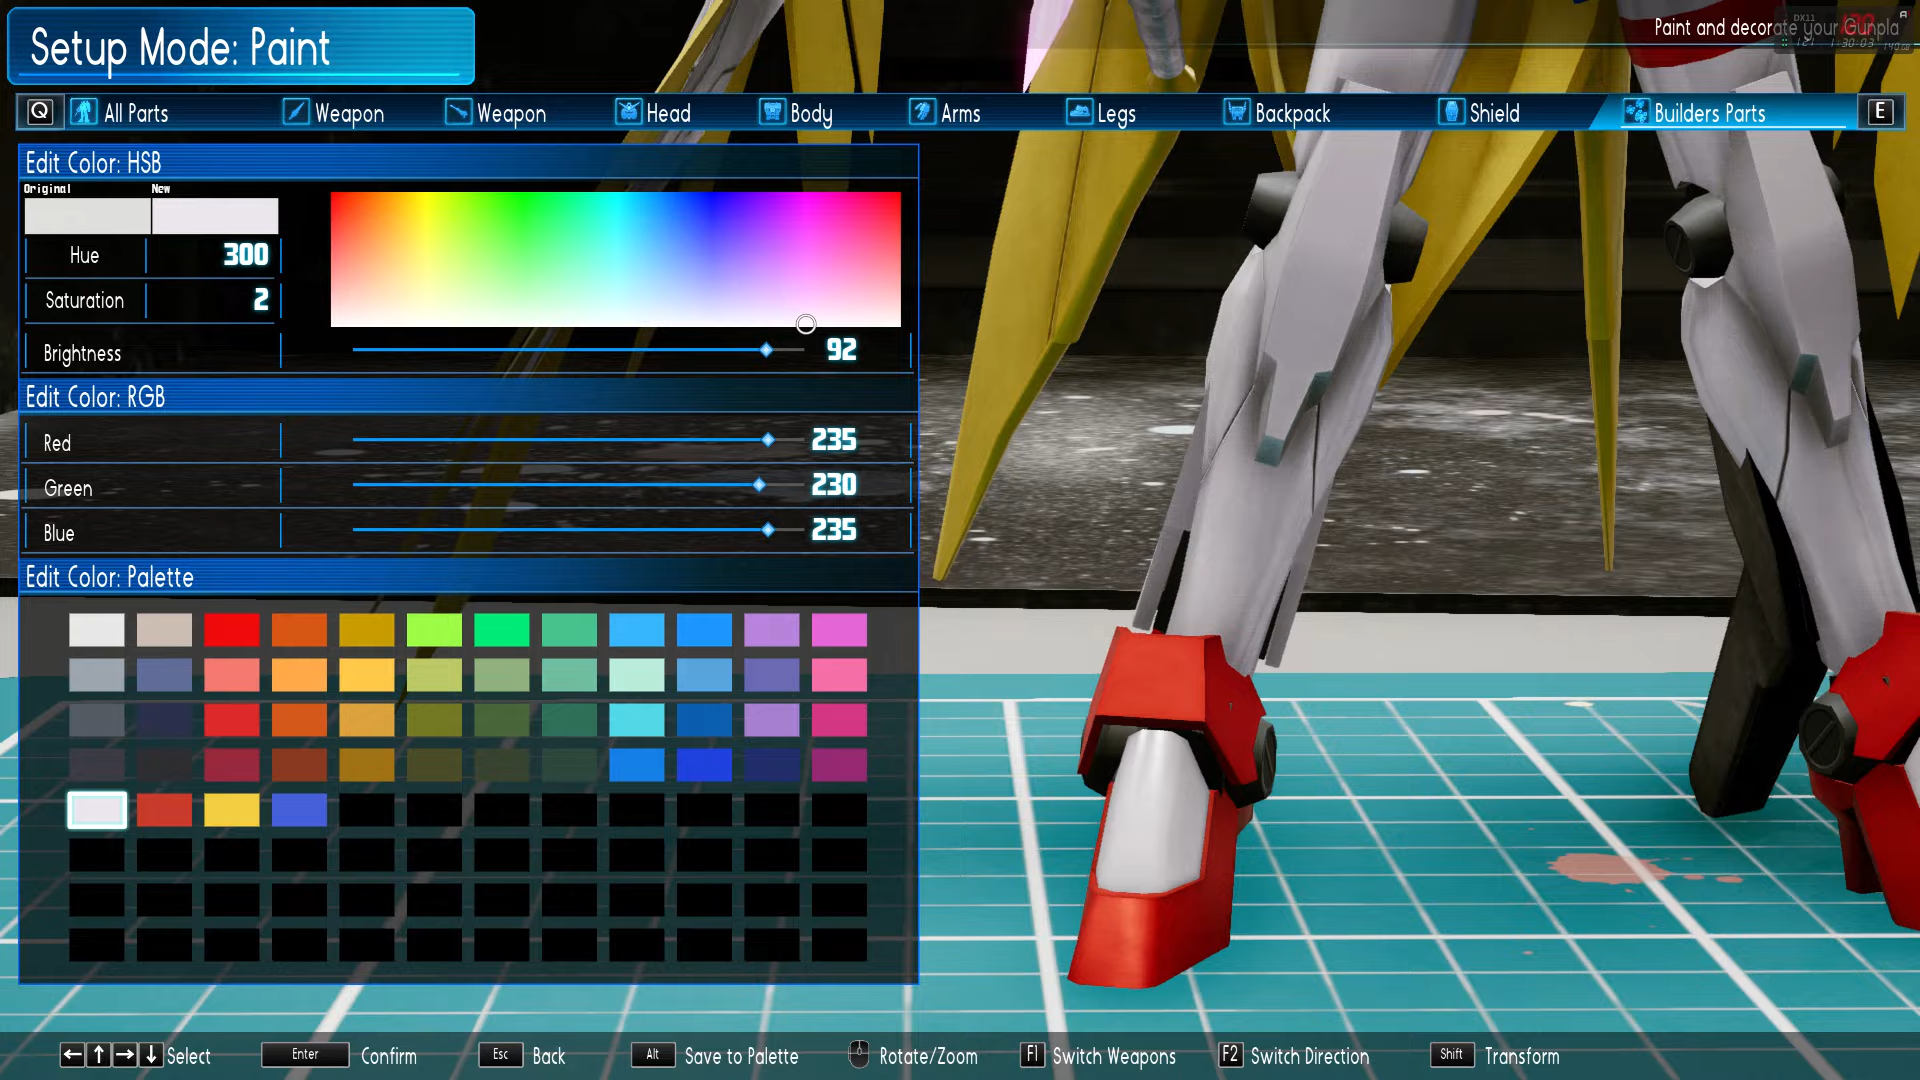 Setup Mode: Paint
Paint and decorate your Gunpla
Q All Parts Weapon Weapon Head Body Arms Legs Backpack Shield Builders Parts E
Edit Color: HSB
Original New
Hue 300
Saturation 2
Brightness 92
Edit Color: RGB
Red 235
Green 230
Blue 235
Edit Color: Palette
Select Enter Confirm Esc Back Alt Save to Palette Rotate/Zoom F1 Switch Weapons F2 Switch Direction Shift Transform